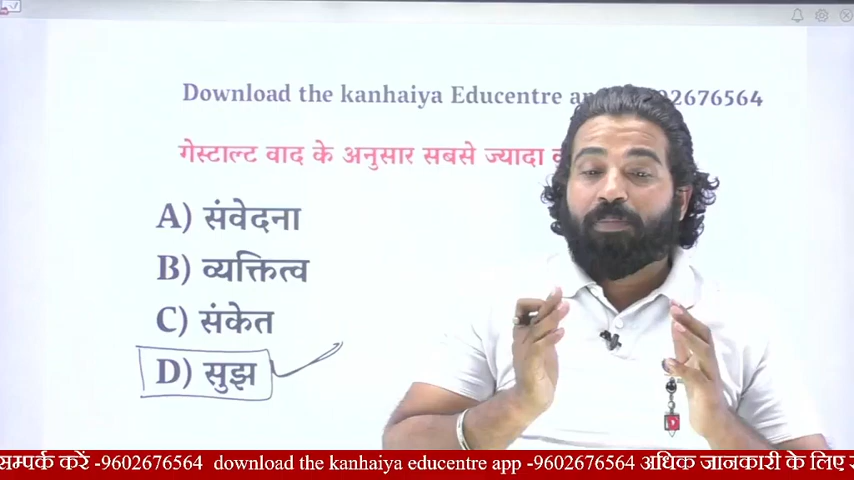 Download the kanhaiya Educentre 2676564
गेस्टाल्ट वाद के अनुसार सबसे ज्यादा
A) संवेदना
B) व्यक्तित्व
C) संकेत
D) सुझ
सम्पर्क करें -9602676564 download the kanhaiya educentre app -9602676564 अधिक जानकारी के लिए